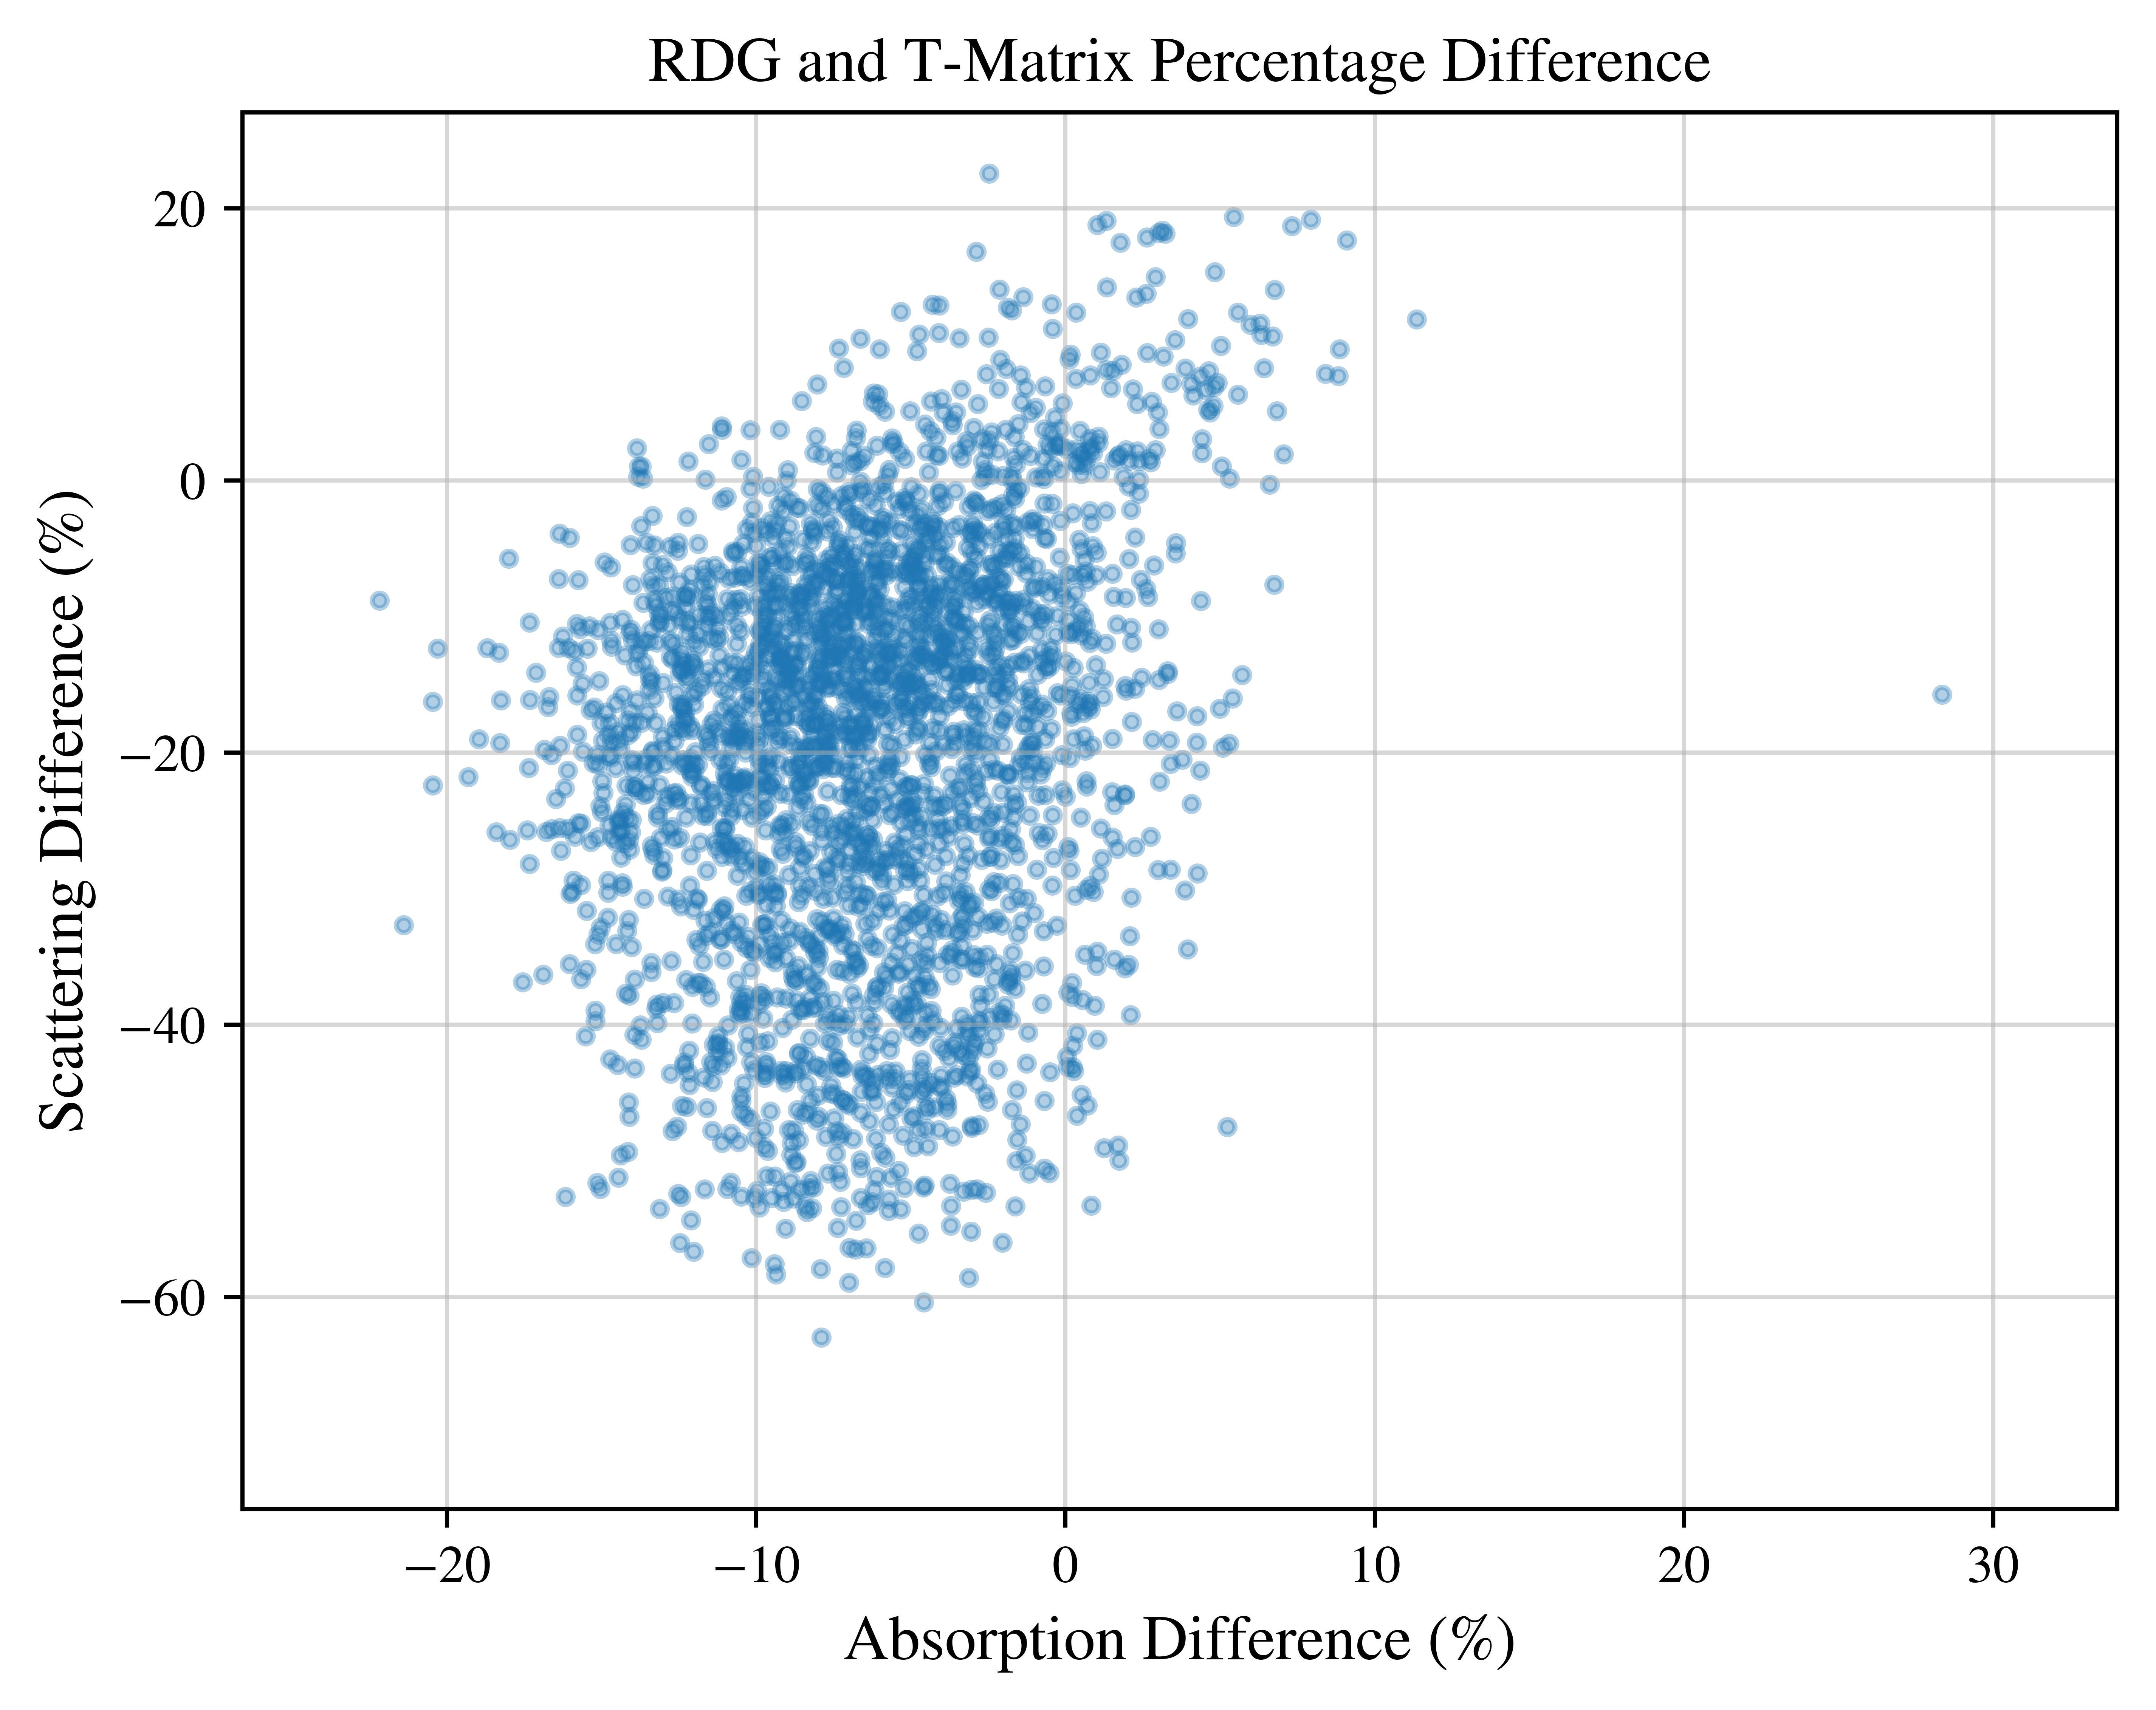 RDG and T-Matrix Percentage Difference
Scattering Difference (%)
20
0
−20
−40
−60
−20 −10 0 10 20 30
Absorption Difference (%)